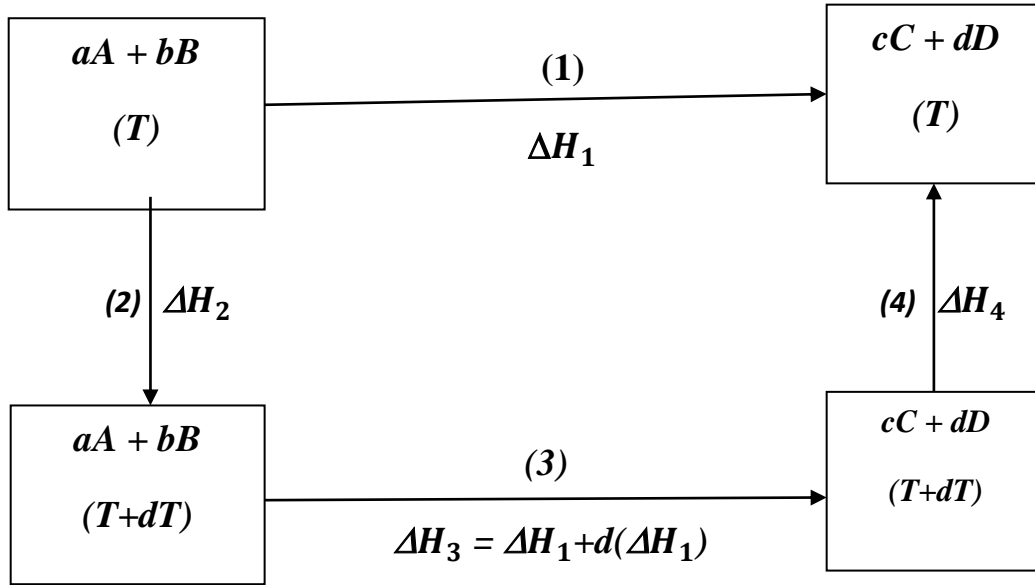 aA + bB
(T)
(1)
ΔH₁
cC + dD
(T)
(2) ΔH₂
(4) ΔH₄
aA + bB
(T+dT)
(3)
ΔH₃ = ΔH₁+d(ΔH₁)
cC + dD
(T+dT)